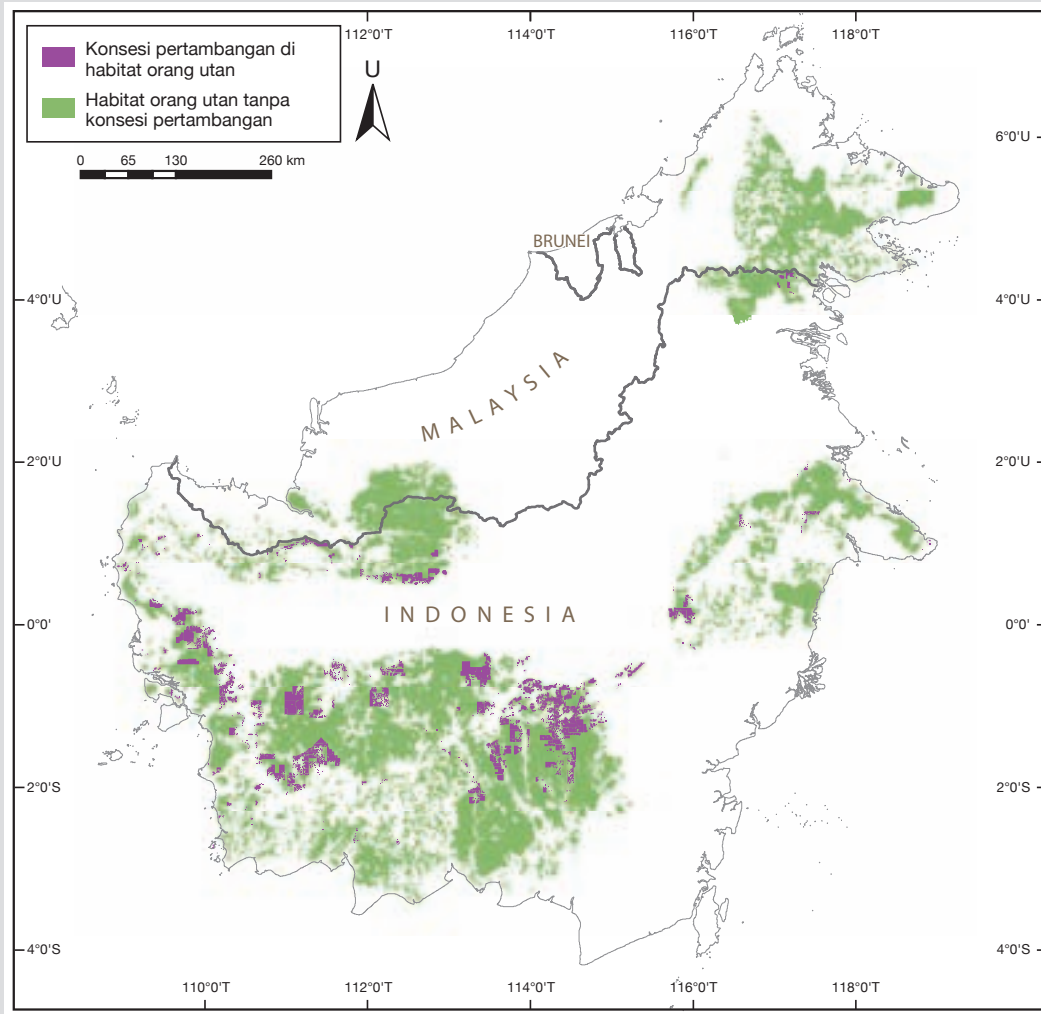 112°0'T
114°0'T
116°0'T
118°0'T
Konsesi pertambangan di
habitat orang utan
Habitat orang utan tanpa
konsesi pertambangan
U
0 65 130 260 km
6°0'U
BRUNEI
4°0'U
4°0'U
MALAYSIA
2°0'U
2°0'U
INDONESIA
0°0'
0°0'
2°0'S
2°0'S
4°0'S
4°0'S
110°0'T
112°0'T
114°0'T
116°0'T
118°0'T